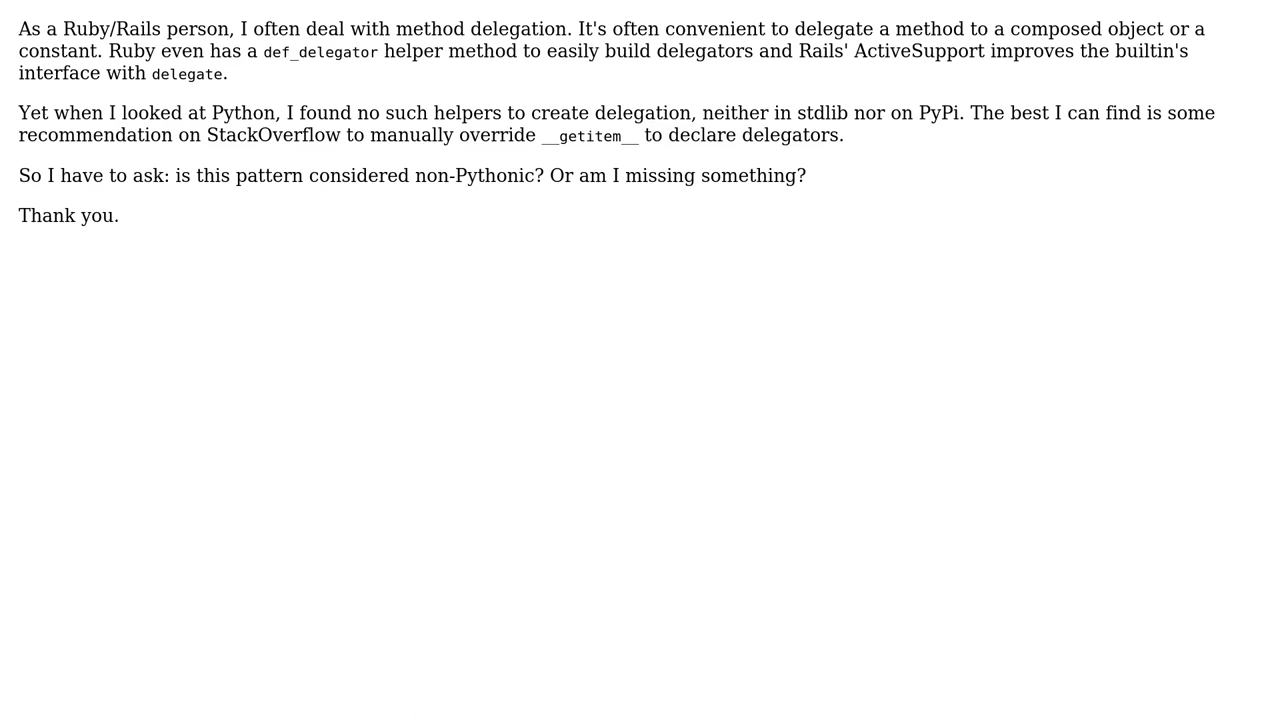 As a Ruby/Rails person, I often deal with method delegation. It's often convenient to delegate a method to a composed object or a
constant. Ruby even has a def_delegator helper method to easily build delegators and Rails' ActiveSupport improves the builtin's
interface with delegate.
Yet when I looked at Python, I found no such helpers to create delegation, neither in stdlib nor on PyPi. The best I can find is some
recommendation on StackOverflow to manually override __getitem__ to declare delegators.
So I have to ask: is this pattern considered non-Pythonic? Or am I missing something?
Thank you.